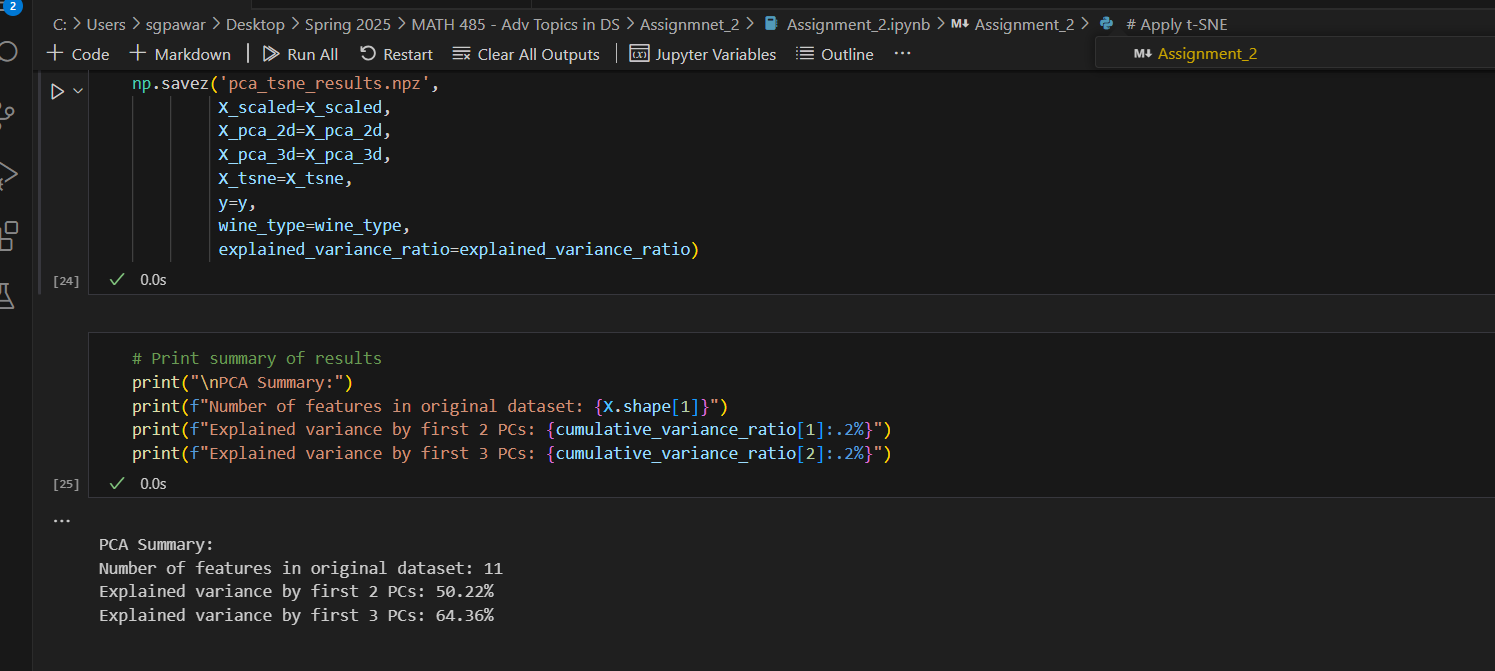 2
C: > Users > sgpawar > Desktop > Spring 2025 > MATH 485 - Adv Topics in DS > Assignmnet_2 > Assignment_2.ipynb > M↓ Assignment_2 > # Apply t-SNE
+ Code + Markdown | Run All Restart Clear All Outputs | Jupyter Variables Outline ...
M↓ Assignment_2
np.savez('pca_tsne_results.npz',
X_scaled=X_scaled,
X_pca_2d=X_pca_2d,
X_pca_3d=X_pca_3d,
X_tsne=X_tsne,
y=y,
wine_type=wine_type,
explained_variance_ratio=explained_variance_ratio)
[24] ✓ 0.0s
# Print summary of results
print("\nPCA Summary:")
print(f"Number of features in original dataset: {X.shape[1]}")
print(f"Explained variance by first 2 PCs: {cumulative_variance_ratio[1]:.2%}")
print(f"Explained variance by first 3 PCs: {cumulative_variance_ratio[2]:.2%}")
[25] ✓ 0.0s
...
PCA Summary:
Number of features in original dataset: 11
Explained variance by first 2 PCs: 50.22%
Explained variance by first 3 PCs: 64.36%